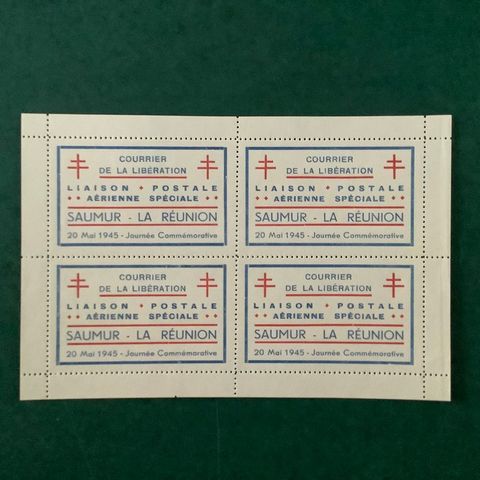 COURRIER
DE LA LIBÉRATION
LIAISON • POSTALE
•• AÉRIENNE SPÉCIALE ••
SAUMUR - LA RÉUNION
20 Mai 1945 - Journée Commémorative
COURRIER
DE LA LIBÉRATION
LIAISON • POSTALE
•• AÉRIENNE SPÉCIALE ••
SAUMUR - LA RÉUNION
20 Mai 1945 - Journée Commémorative
COURRIER
DE LA LIBÉRATION
LIAISON • POSTALE
•• AÉRIENNE SPÉCIALE ••
SAUMUR - LA RÉUNION
20 Mai 1945 - Journée Commémorative
COURRIER
DE LA LIBÉRATION
LIAISON • POSTALE
•• AÉRIENNE SPÉCIALE ••
SAUMUR - LA RÉUNION
20 Mai 1945 - Journée Commémorative